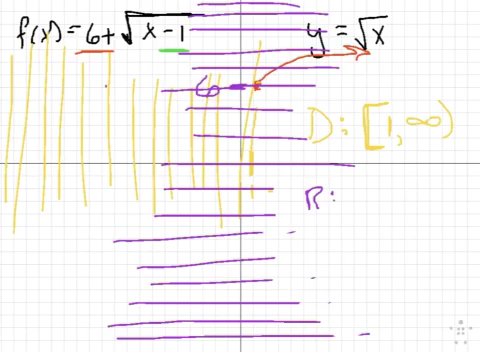 f(x) = 6 + √x - 1 y = √x
6
D: [1, ∞)
R: